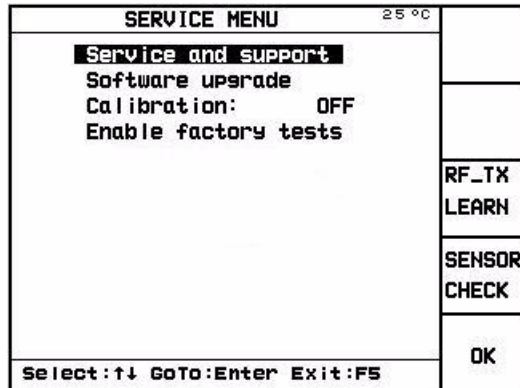 SERVICE MENU 25 °C
Service and support
Software upgrade
Calibration: OFF
Enable factory tests
RF_TX
LEARN
SENSOR
CHECK
OK
Select:↑↓ GoTo:Enter Exit:F5